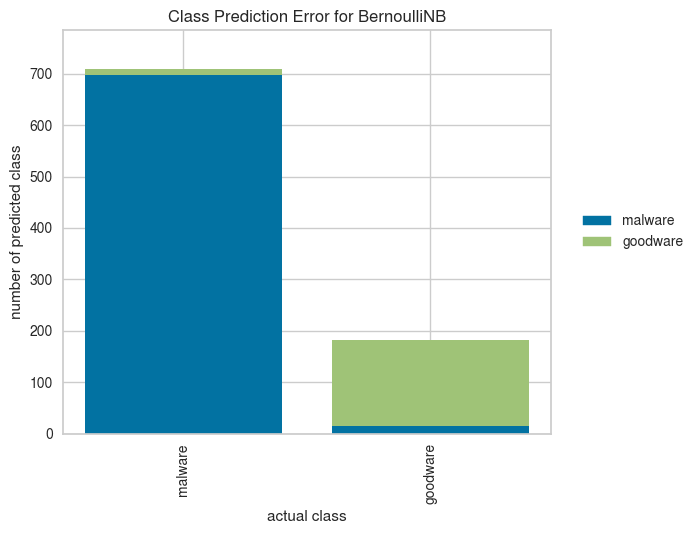 Class Prediction Error for BernoulliNB
number of predicted class
700
600
500
400
300
200
100
0
malware
goodware
actual class
malware
goodware